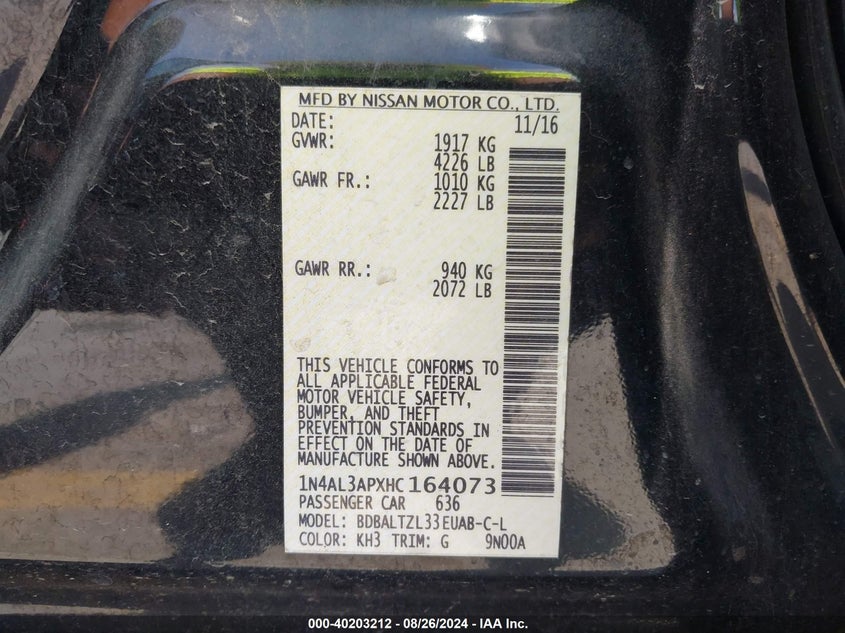 MFD BY NISSAN MOTOR CO., LTD.
DATE: 11/16
GVWR: 1917 KG
4226 LB
GAWR FR.: 1010 KG
2227 LB
GAWR RR.: 940 KG
2072 LB
THIS VEHICLE CONFORMS TO
ALL APPLICABLE FEDERAL
MOTOR VEHICLE SAFETY,
BUMPER, AND THEFT
PREVENTION STANDARDS IN
EFFECT ON THE DATE OF
MANUFACTURE SHOWN ABOVE.
1N4AL3APXHC164073
PASSENGER CAR 636
MODEL: BDBALTZL33EUAB-C-L
COLOR: KH3 TRIM: G 9N00A
000-40203212 - 08/26/2024 - IAA Inc.